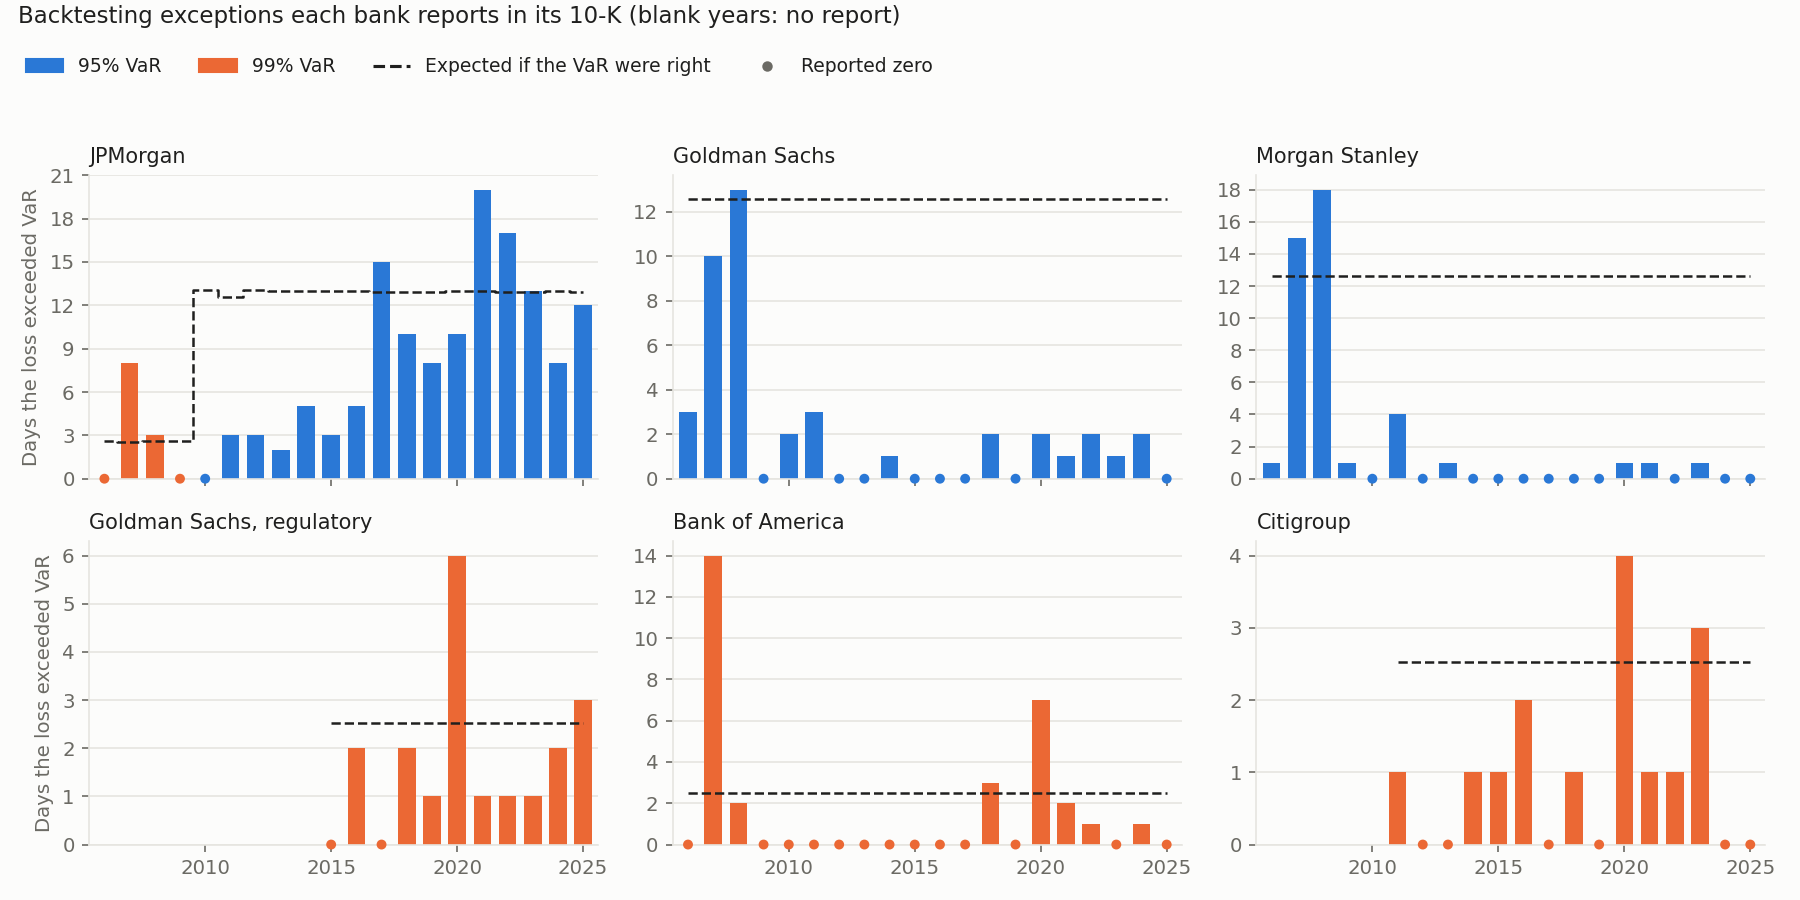 Backtesting exceptions each bank reports in its 10-K (blank years: no report)
95% VaR
99% VaR
Expected if the VaR were right
Reported zero
JPMorgan
Days the loss exceeded VaR
21
18
15
12
9
6
3
0
Goldman Sachs
12
10
8
6
4
2
0
Morgan Stanley
18
16
14
12
10
8
6
4
2
0
Goldman Sachs, regulatory
Days the loss exceeded VaR
6
5
4
3
2
1
0
2010 2015 2020 2025
Bank of America
14
12
10
8
6
4
2
0
2010 2015 2020 2025
Citigroup
4
3
2
1
0
2010 2015 2020 2025